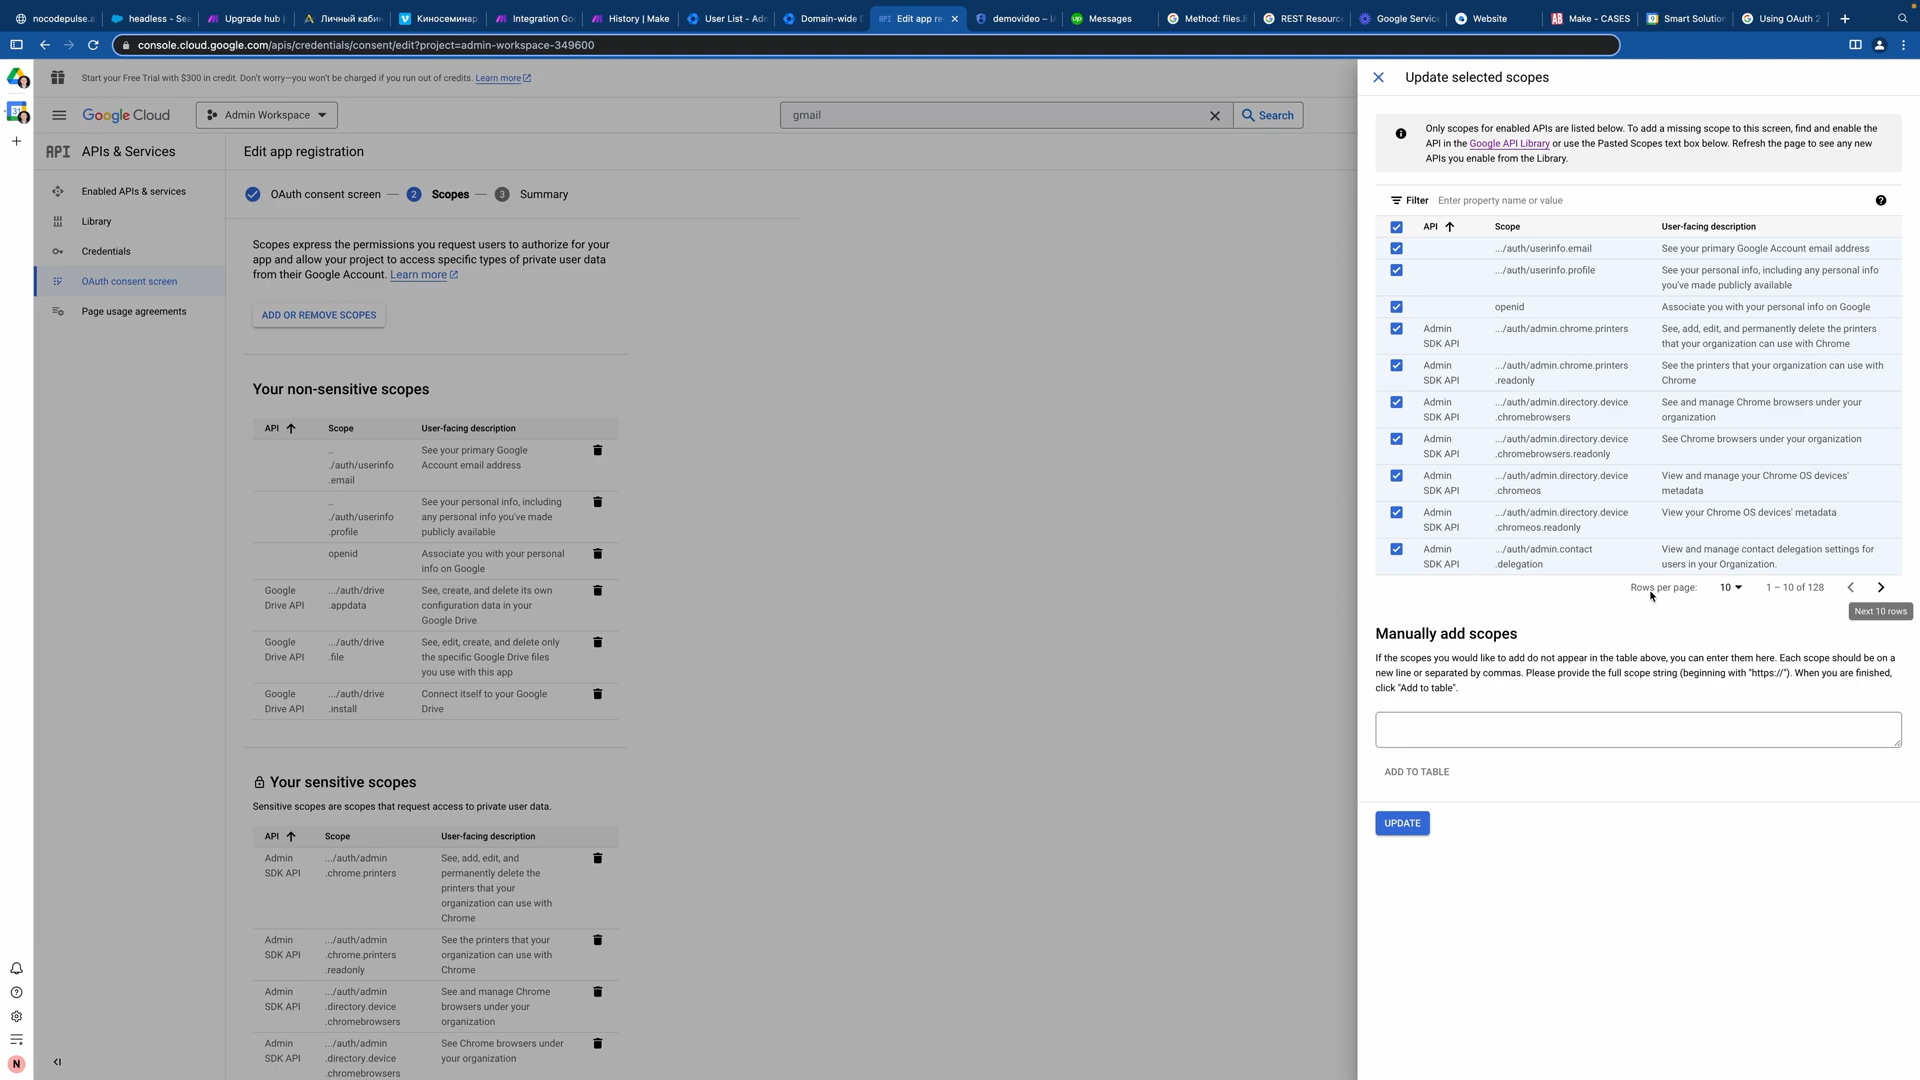 nocodepulse.a
headless - Sea
Upgrade hub |
Личный каби
Киносеминар
Integration Go
History | Make
User List - Adn
Domain-wide D
Edit app re
demovideo – I
Messages
Method: files.l
REST Resourc
Google Servic
Website
Make - CASES
Smart Solution
Using OAuth 2
console.cloud.google.com/apis/credentials/consent/edit?project=admin-workspace-349600
Start your Free Trial with $300 in credit. Don't worry—you won't be charged if you run out of credits. Learn more
Google Cloud
Admin Workspace
gmail
Search
API APIs & Services
Enabled APIs & services
Library
Credentials
OAuth consent screen
Page usage agreements
N
Edit app registration
OAuth consent screen — 2 Scopes — 3 Summary
Scopes express the permissions you request users to authorize for your
app and allow your project to access specific types of private user data
from their Google Account. Learn more
ADD OR REMOVE SCOPES
Your non-sensitive scopes
API Scope User-facing description
..
./auth/userinfo
.email
See your primary Google
Account email address
..
./auth/userinfo
.profile
See your personal info, including
any personal info you've made
publicly available
openid
Associate you with your personal
info on Google
Google
Drive API
.../auth/drive
.appdata
See, create, and delete its own
configuration data in your
Google Drive
Google
Drive API
.../auth/drive
.file
See, edit, create, and delete only
the specific Google Drive files
you use with this app
Google
Drive API
.../auth/drive
.install
Connect itself to your Google
Drive
Your sensitive scopes
Sensitive scopes are scopes that request access to private user data.
API Scope User-facing description
Admin
SDK API
.../auth/admin
.chrome.printers
See, add, edit, and
permanently delete the
printers that your
organization can use with
Chrome
Admin
SDK API
.../auth/admin
.chrome.printers
.readonly
See the printers that your
organization can use with
Chrome
Admin
SDK API
.../auth/admin
.directory.device
.chromebrowsers
See and manage Chrome
browsers under your
organization
Admin
SDK API
.../auth/admin
.directory.device
.chromebrowsers
See Chrome browsers under
your organization
Update selected scopes
Only scopes for enabled APIs are listed below. To add a missing scope to this screen, find and enable the
API in the Google API Library or use the Pasted Scopes text box below. Refresh the page to see any new
APIs you enable from the Library.
Filter Enter property name or value
API Scope User-facing description
.../auth/userinfo.email
See your primary Google Account email address
.../auth/userinfo.profile
See your personal info, including any personal info
you've made publicly available
openid
Associate you with your personal info on Google
Admin
SDK API
.../auth/admin.chrome.printers
See, add, edit, and permanently delete the printers
that your organization can use with Chrome
Admin
SDK API
.../auth/admin.chrome.printers
.readonly
See the printers that your organization can use with
Chrome
Admin
SDK API
.../auth/admin.directory.device
.chromebrowsers
See and manage Chrome browsers under your
organization
Admin
SDK API
.../auth/admin.directory.device
.chromebrowsers.readonly
See Chrome browsers under your organization
Admin
SDK API
.../auth/admin.directory.device
.chromeos
View and manage your Chrome OS devices'
metadata
Admin
SDK API
.../auth/admin.directory.device
.chromeos.readonly
View your Chrome OS devices' metadata
Admin
SDK API
.../auth/admin.contact
.delegation
View and manage contact delegation settings for
users in your Organization.
Rows per page: 10 1 – 10 of 128
Next 10 rows
Manually add scopes
If the scopes you would like to add do not appear in the table above, you can enter them here. Each scope should be on a
new line or separated by commas. Please provide the full scope string (beginning with "https://"). When you are finished,
click "Add to table".
ADD TO TABLE
UPDATE